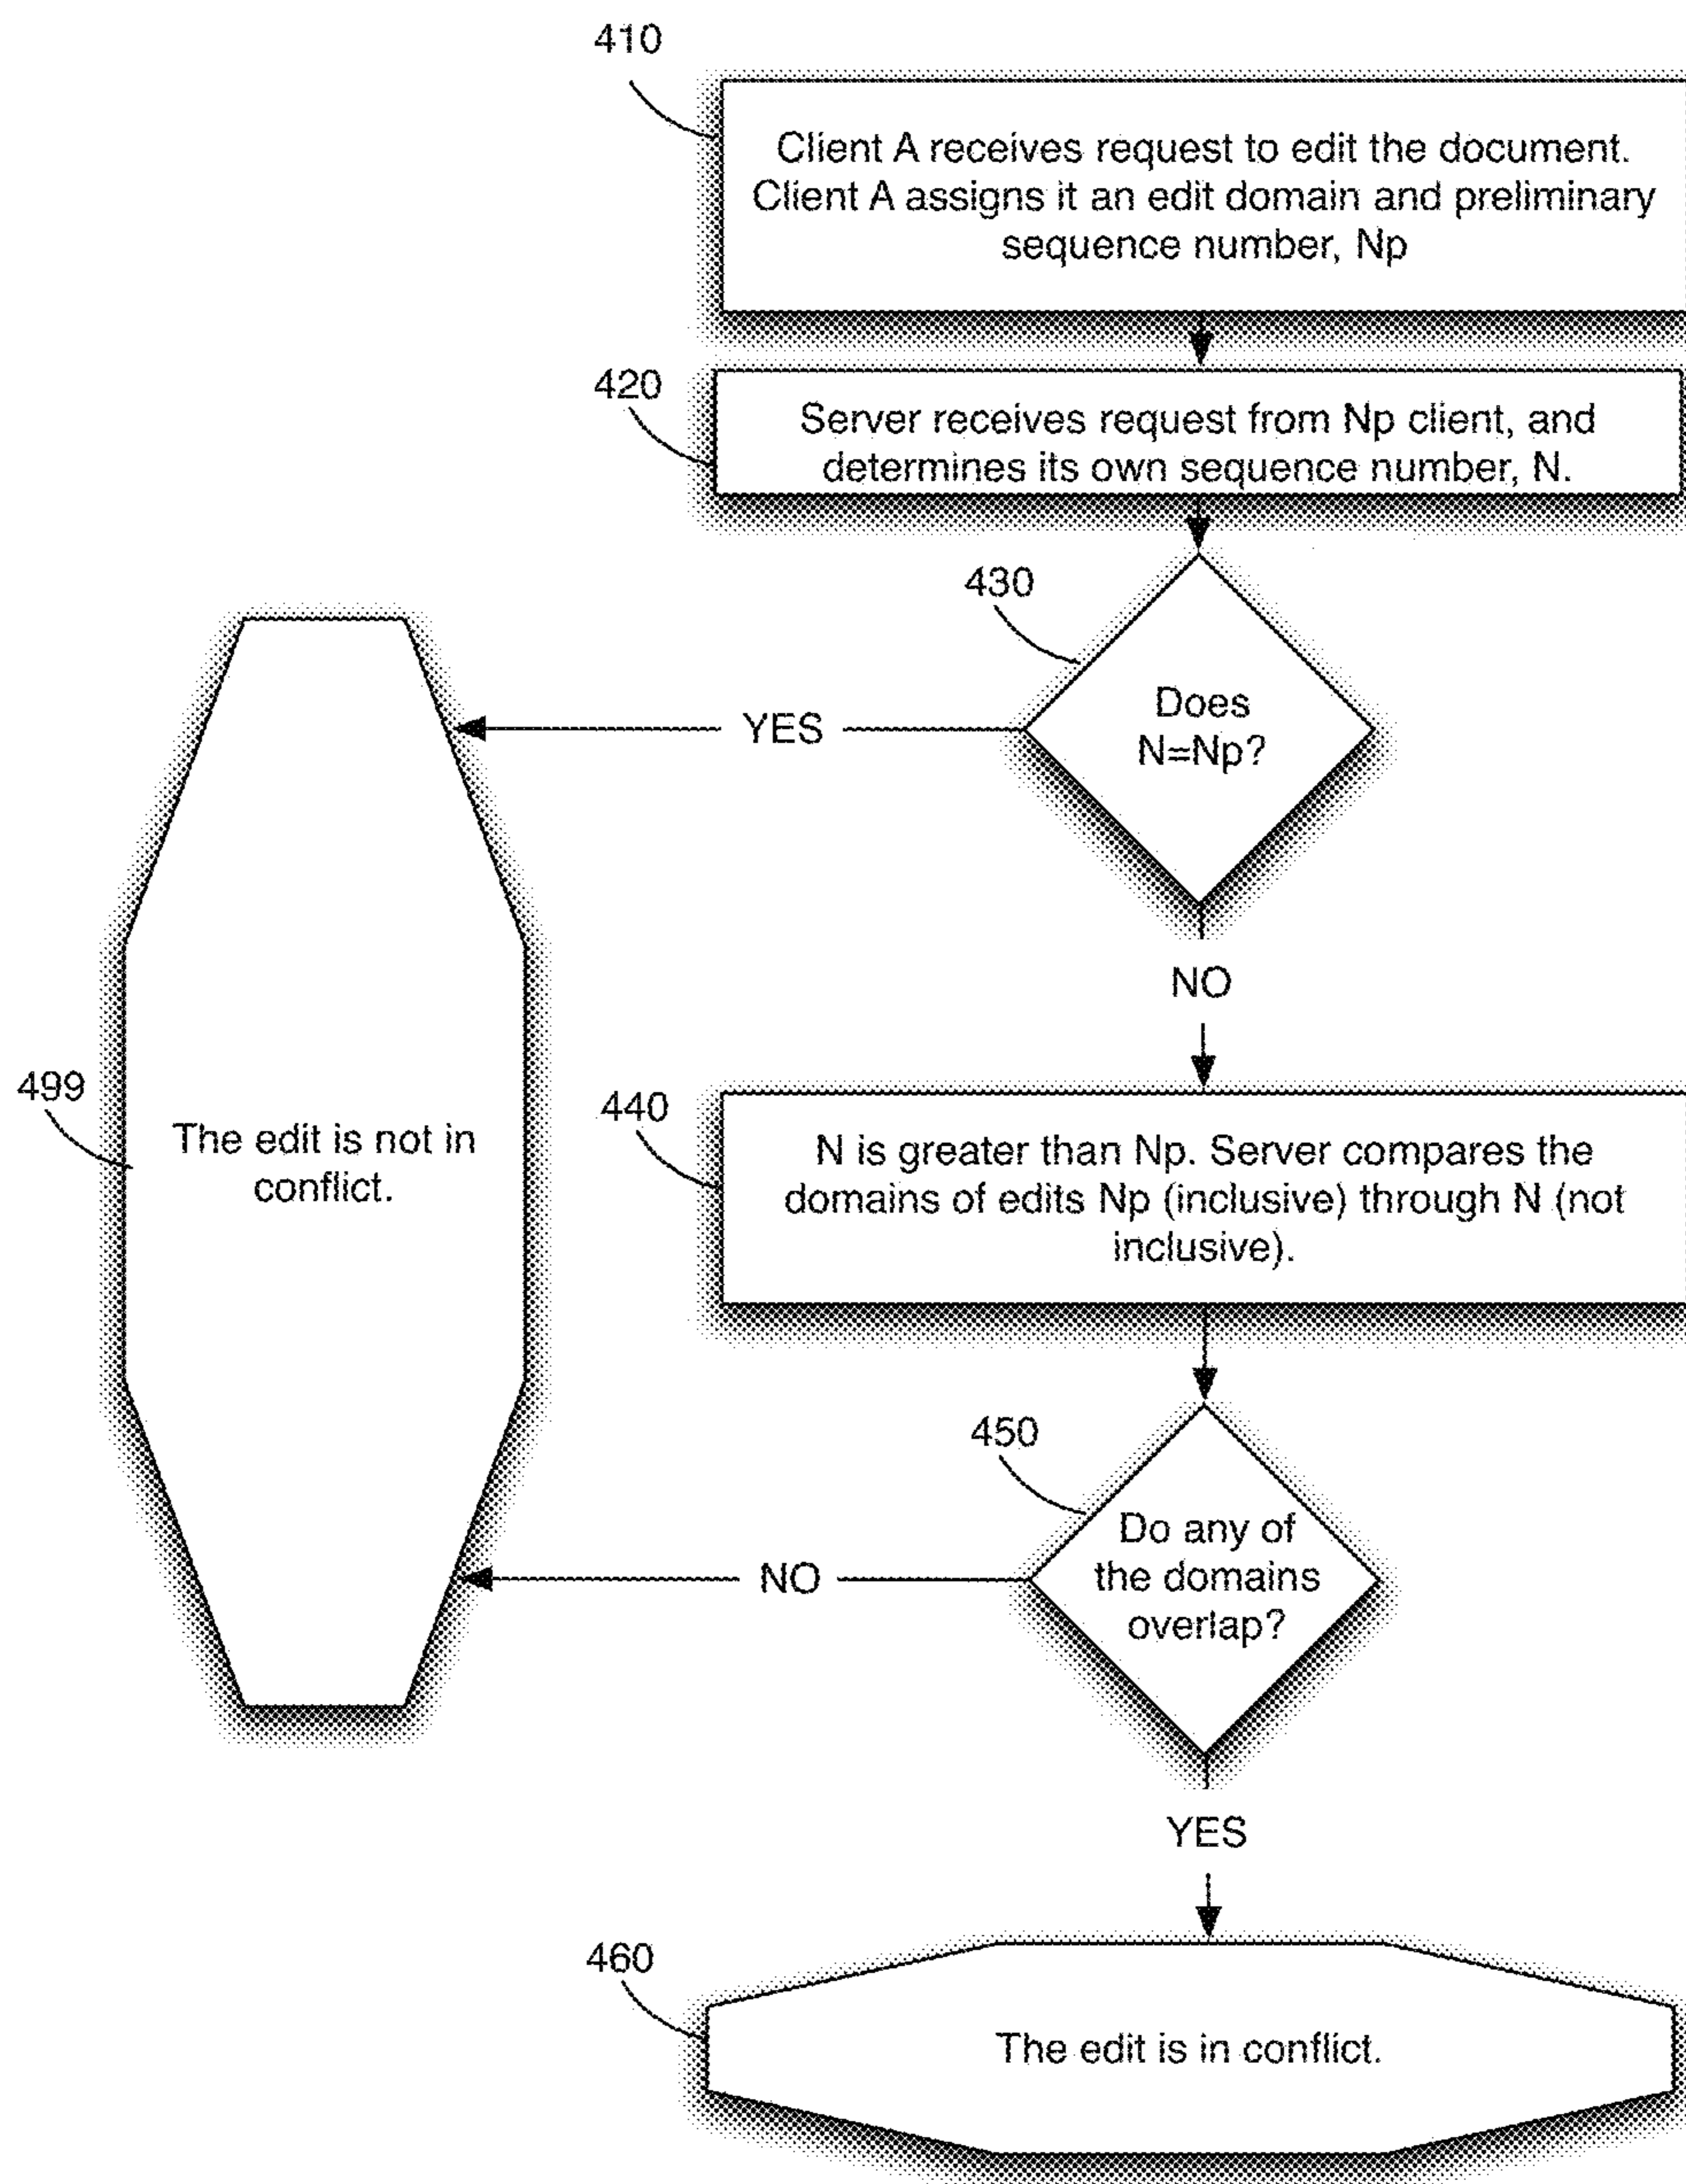 410
Client A receives request to edit the document.
Client A assigns it an edit domain and preliminary
sequence number, Np
420
Server receives request from Np client, and
determines its own sequence number, N.
430
Does
N=Np?
YES
NO
499
The edit is not in
conflict.
440
N is greater than Np. Server compares the
domains of edits Np (inclusive) through N (not
inclusive).
450
Do any of
the domains
overlap?
NO
YES
460
The edit is in conflict.